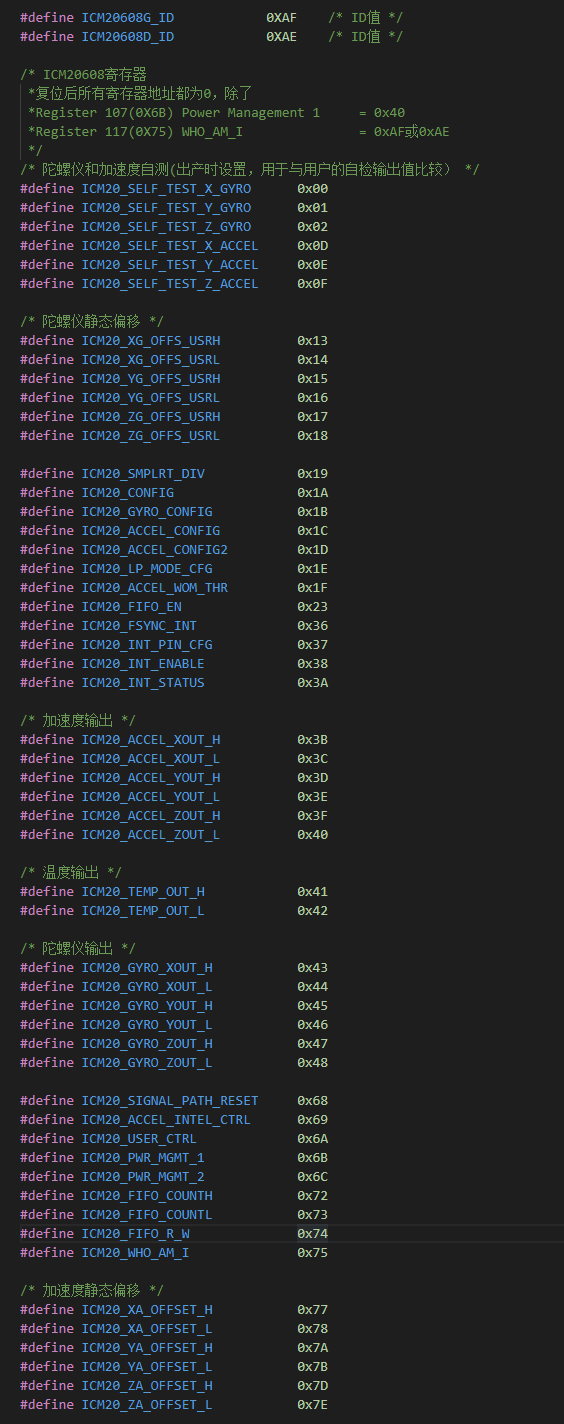 #define ICM20608G_ID 0XAF /* ID值 */
#define ICM20608D_ID 0XAE /* ID值 */
/* ICM20608寄存器
*复位后所有寄存器地址都为0，除了
*Register 107(0X6B) Power Management 1 = 0x40
*Register 117(0X75) WHO_AM_I = 0xAF或0xAE
*/
/* 陀螺仪和加速度自测(出产时设置，用于与用户的自检输出值比较） */
#define ICM20_SELF_TEST_X_GYRO 0x00
#define ICM20_SELF_TEST_Y_GYRO 0x01
#define ICM20_SELF_TEST_Z_GYRO 0x02
#define ICM20_SELF_TEST_X_ACCEL 0x0D
#define ICM20_SELF_TEST_Y_ACCEL 0x0E
#define ICM20_SELF_TEST_Z_ACCEL 0x0F
/* 陀螺仪静态偏移 */
#define ICM20_XG_OFFS_USRH 0x13
#define ICM20_XG_OFFS_USRL 0x14
#define ICM20_YG_OFFS_USRH 0x15
#define ICM20_YG_OFFS_USRL 0x16
#define ICM20_ZG_OFFS_USRH 0x17
#define ICM20_ZG_OFFS_USRL 0x18
#define ICM20_SMPLRT_DIV 0x19
#define ICM20_CONFIG 0x1A
#define ICM20_GYRO_CONFIG 0x1B
#define ICM20_ACCEL_CONFIG 0x1C
#define ICM20_ACCEL_CONFIG2 0x1D
#define ICM20_LP_MODE_CFG 0x1E
#define ICM20_ACCEL_WOM_THR 0x1F
#define ICM20_FIFO_EN 0x23
#define ICM20_FSYNC_INT 0x36
#define ICM20_INT_PIN_CFG 0x37
#define ICM20_INT_ENABLE 0x38
#define ICM20_INT_STATUS 0x3A
/* 加速度输出 */
#define ICM20_ACCEL_XOUT_H 0x3B
#define ICM20_ACCEL_XOUT_L 0x3C
#define ICM20_ACCEL_YOUT_H 0x3D
#define ICM20_ACCEL_YOUT_L 0x3E
#define ICM20_ACCEL_ZOUT_H 0x3F
#define ICM20_ACCEL_ZOUT_L 0x40
/* 温度输出 */
#define ICM20_TEMP_OUT_H 0x41
#define ICM20_TEMP_OUT_L 0x42
/* 陀螺仪输出 */
#define ICM20_GYRO_XOUT_H 0x43
#define ICM20_GYRO_XOUT_L 0x44
#define ICM20_GYRO_YOUT_H 0x45
#define ICM20_GYRO_YOUT_L 0x46
#define ICM20_GYRO_ZOUT_H 0x47
#define ICM20_GYRO_ZOUT_L 0x48
#define ICM20_SIGNAL_PATH_RESET 0x68
#define ICM20_ACCEL_INTEL_CTRL 0x69
#define ICM20_USER_CTRL 0x6A
#define ICM20_PWR_MGMT_1 0x6B
#define ICM20_PWR_MGMT_2 0x6C
#define ICM20_FIFO_COUNTH 0x72
#define ICM20_FIFO_COUNTL 0x73
#define ICM20_FIFO_R_W 0x74
#define ICM20_WHO_AM_I 0x75
/* 加速度静态偏移 */
#define ICM20_XA_OFFSET_H 0x77
#define ICM20_XA_OFFSET_L 0x78
#define ICM20_YA_OFFSET_H 0x7A
#define ICM20_YA_OFFSET_L 0x7B
#define ICM20_ZA_OFFSET_H 0x7D
#define ICM20_ZA_OFFSET_L 0x7E